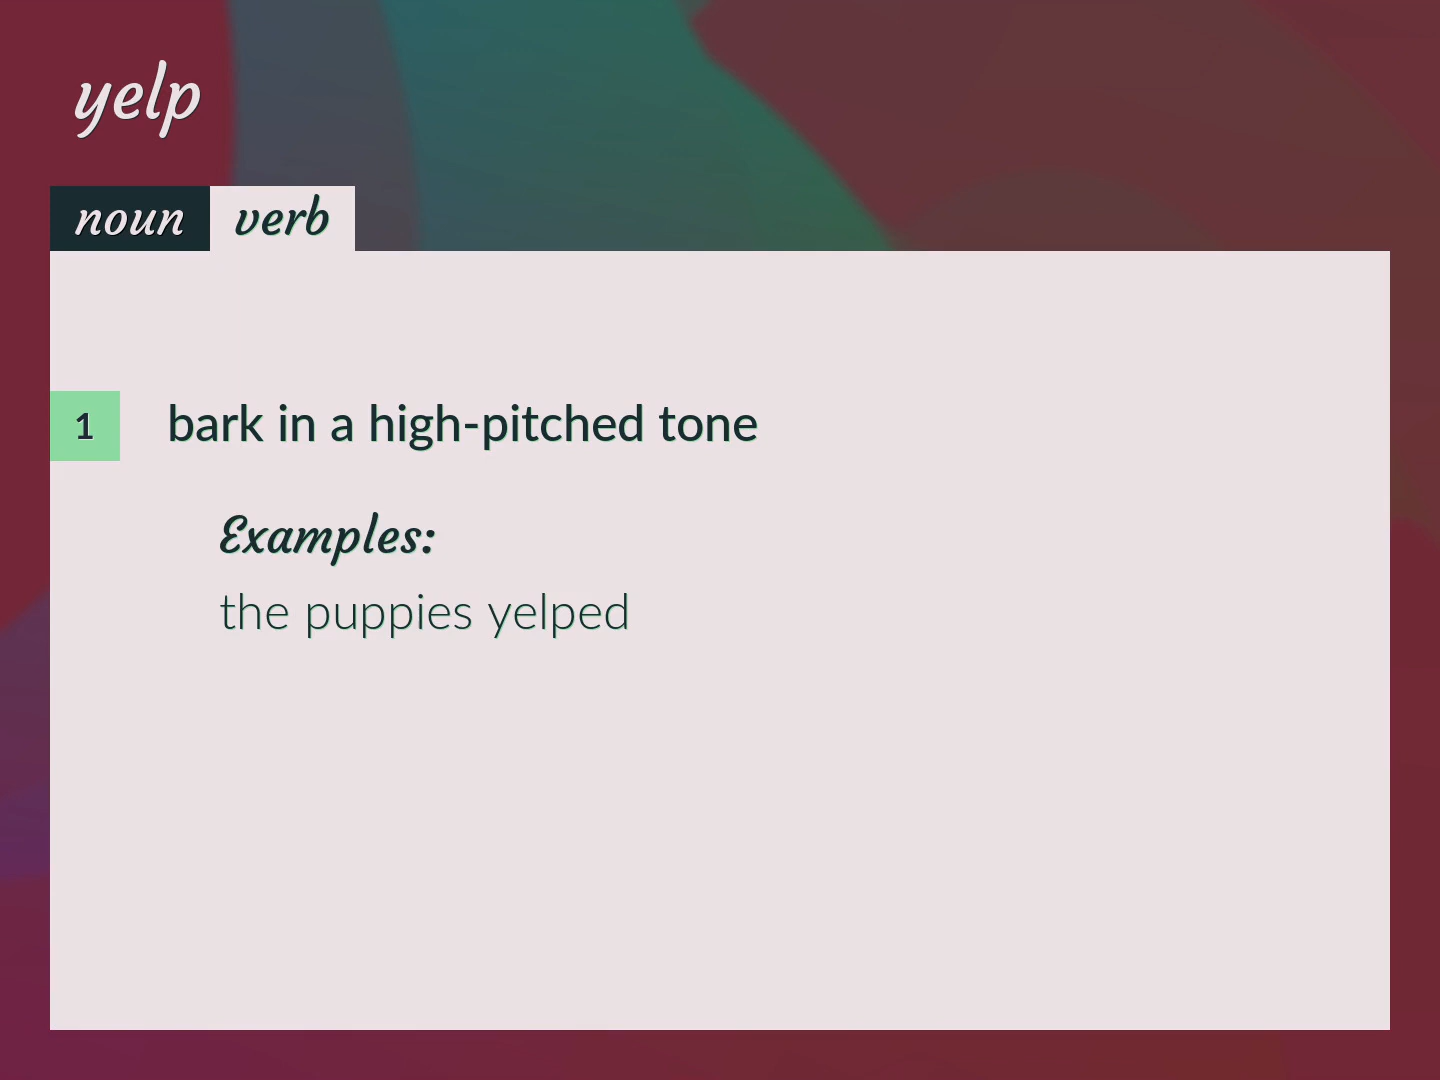 yelp
noun verb
1 bark in a high-pitched tone
Examples:
the puppies yelped